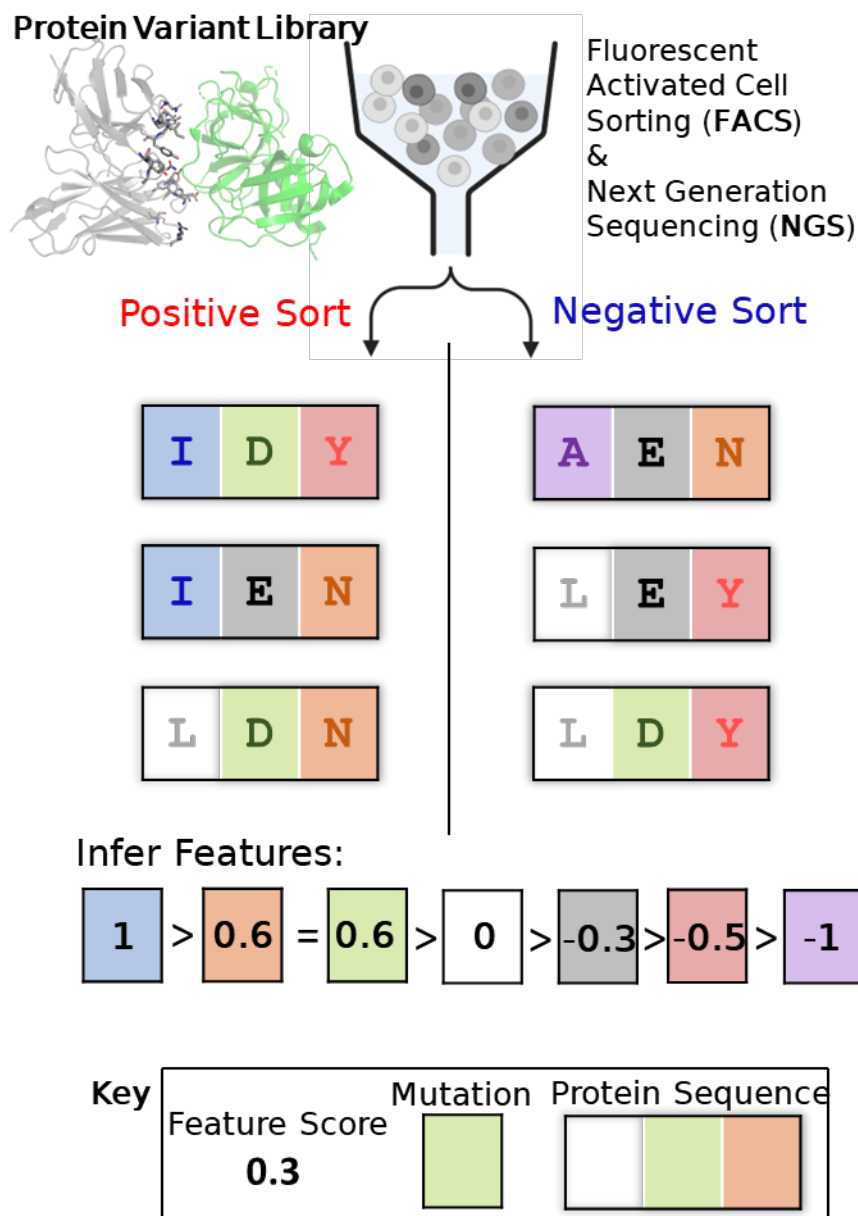 Protein Variant Library
Fluorescent
Activated Cell
Sorting (FACS)
&
Next Generation
Sequencing (NGS)
Positive Sort
Negative Sort
I D Y
A E N
I E N
L E Y
L D N
L D Y
Infer Features:
1 > 0.6 = 0.6 > 0 > -0.3 > -0.5 > -1
Key
Feature Score
0.3
Mutation
Protein Sequence